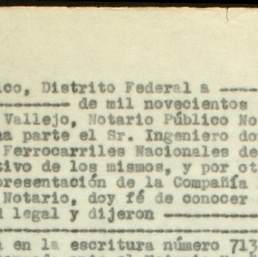 ico, Distrito Federal a
de mil novecientos
Vallejo, Notario Público No
a parte el Sr. Ingeniero do
Ferrocarriles Nacionales de
tivo de los mismos, y por ot
presentación de la Compañía
Notario, doy fé de conocer
l legal y dijeron
a en la escritura número 713